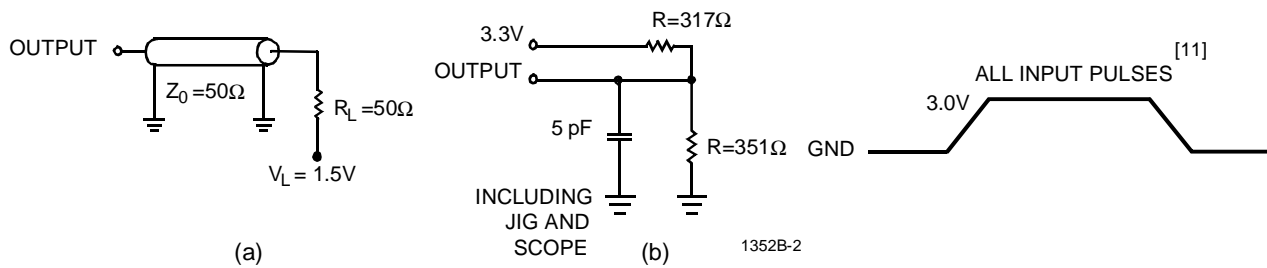 OUTPUT
Z0 =50Ω
RL =50Ω
VL = 1.5V
(a)
R=317Ω
3.3V
OUTPUT
5 pF
R=351Ω
INCLUDING
JIG AND
SCOPE
(b)
1352B-2
ALL INPUT PULSES [11]
3.0V
GND